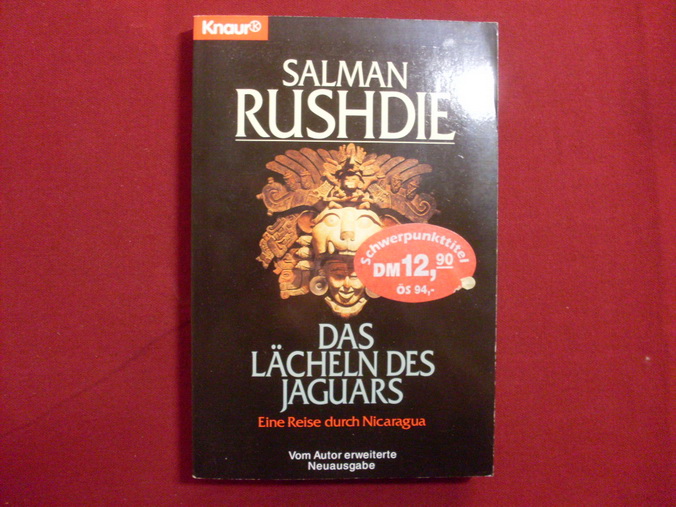 Knaur K
SALMAN
RUSHDIE
Schwerpunkttitel
DM 12,90
öS 94,-
DAS
LÄCHELN DES
JAGUARS
Eine Reise durch Nicaragua
Vom Autor erweiterte
Neuausgabe